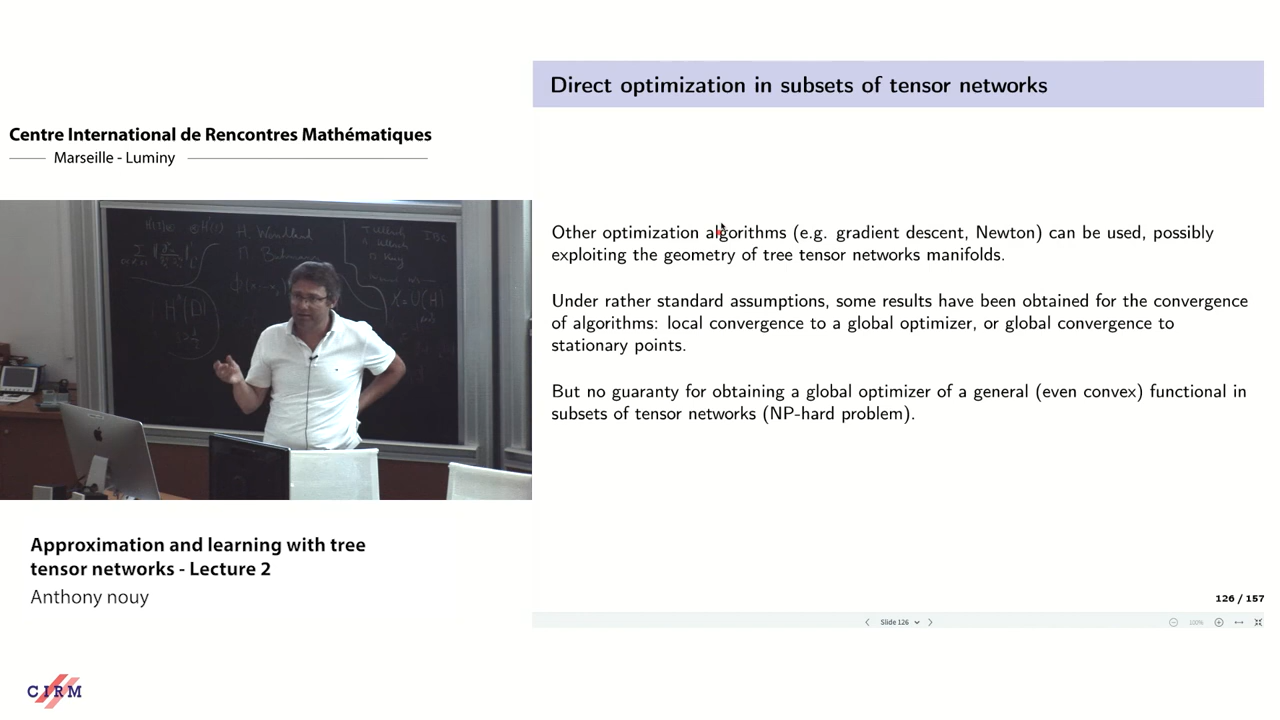 Direct optimization in subsets of tensor networks
Centre International de Rencontres Mathématiques
Marseille - Luminy
Other optimization algorithms (e.g. gradient descent, Newton) can be used, possibly
exploiting the geometry of tree tensor networks manifolds.
Under rather standard assumptions, some results have been obtained for the convergence
of algorithms: local convergence to a global optimizer, or global convergence to
stationary points.
But no guaranty for obtaining a global optimizer of a general (even convex) functional in
subsets of tensor networks (NP-hard problem).
Approximation and learning with tree
tensor networks - Lecture 2
Anthony nouy
126 / 157
Slide 126
100%
CIRM